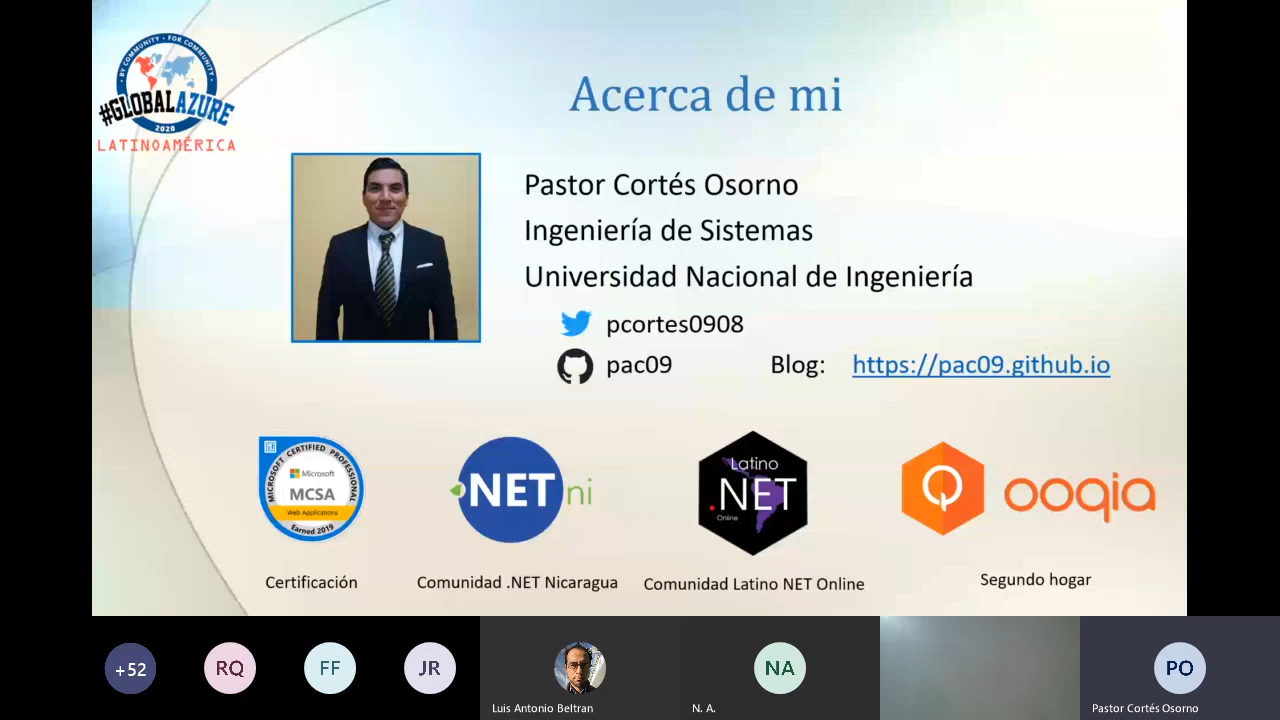 BY COMMUNITY · FOR COMMUNITY
#GLOBALAZURE
2020
LATINOAMÉRICA
Acerca de mi
Pastor Cortés Osorno
Ingeniería de Sistemas
Universidad Nacional de Ingeniería
pcortes0908
pac09 Blog: https://pac09.github.io
MICROSOFT CERTIFIED PROFESSIONAL
Microsoft
MCSA
Web Applications
Earned 2019
.NET ni
Latino
.NET
Online
ooqia
Certificación
Comunidad .NET Nicaragua
Comunidad Latino NET Online
Segundo hogar
+52
RQ
FF
JR
Luis Antonio Beltran
NA
N. A.
PO
Pastor Cortés Osorno